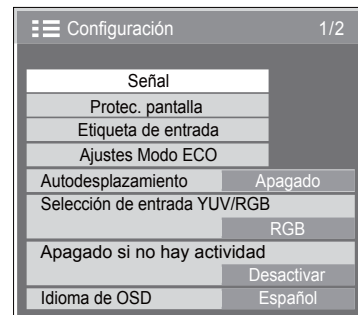 Configuración 1/2
Señal
Protec. pantalla
Etiqueta de entrada
Ajustes Modo ECO
Autodesplazamiento Apagado
Selección de entrada YUV/RGB
RGB
Apagado si no hay actividad
Desactivar
Idioma de OSD Español